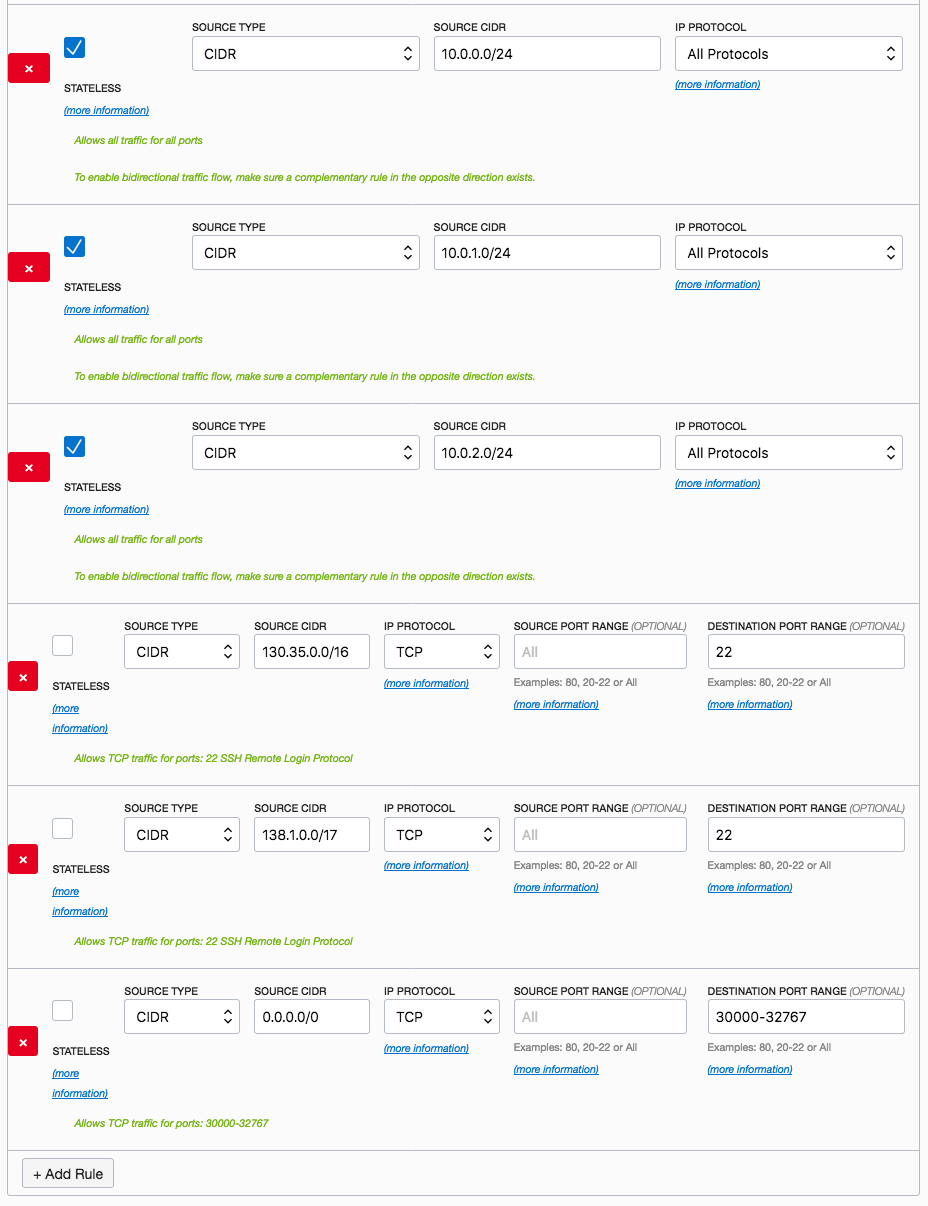 SOURCE TYPE SOURCE CIDR IP PROTOCOL
CIDR 10.0.0.0/24 All Protocols
×
(more information)
STATELESS
(more information)
Allows all traffic for all ports
To enable bidirectional traffic flow, make sure a complementary rule in the opposite direction exists.
SOURCE TYPE SOURCE CIDR IP PROTOCOL
CIDR 10.0.1.0/24 All Protocols
×
(more information)
STATELESS
(more information)
Allows all traffic for all ports
To enable bidirectional traffic flow, make sure a complementary rule in the opposite direction exists.
SOURCE TYPE SOURCE CIDR IP PROTOCOL
CIDR 10.0.2.0/24 All Protocols
×
(more information)
STATELESS
(more information)
Allows all traffic for all ports
To enable bidirectional traffic flow, make sure a complementary rule in the opposite direction exists.
SOURCE TYPE SOURCE CIDR IP PROTOCOL SOURCE PORT RANGE (OPTIONAL) DESTINATION PORT RANGE (OPTIONAL)
CIDR 130.35.0.0/16 TCP All 22
×
(more information) Examples: 80, 20-22 or All Examples: 80, 20-22 or All
STATELESS
(more (more information) (more information)
information)
Allows TCP traffic for ports: 22 SSH Remote Login Protocol
SOURCE TYPE SOURCE CIDR IP PROTOCOL SOURCE PORT RANGE (OPTIONAL) DESTINATION PORT RANGE (OPTIONAL)
CIDR 138.1.0.0/17 TCP All 22
×
(more information) Examples: 80, 20-22 or All Examples: 80, 20-22 or All
STATELESS
(more (more information) (more information)
information)
Allows TCP traffic for ports: 22 SSH Remote Login Protocol
SOURCE TYPE SOURCE CIDR IP PROTOCOL SOURCE PORT RANGE (OPTIONAL) DESTINATION PORT RANGE (OPTIONAL)
CIDR 0.0.0.0/0 TCP All 30000-32767
×
(more information) Examples: 80, 20-22 or All Examples: 80, 20-22 or All
STATELESS
(more (more information) (more information)
information)
Allows TCP traffic for ports: 30000-32767
+ Add Rule